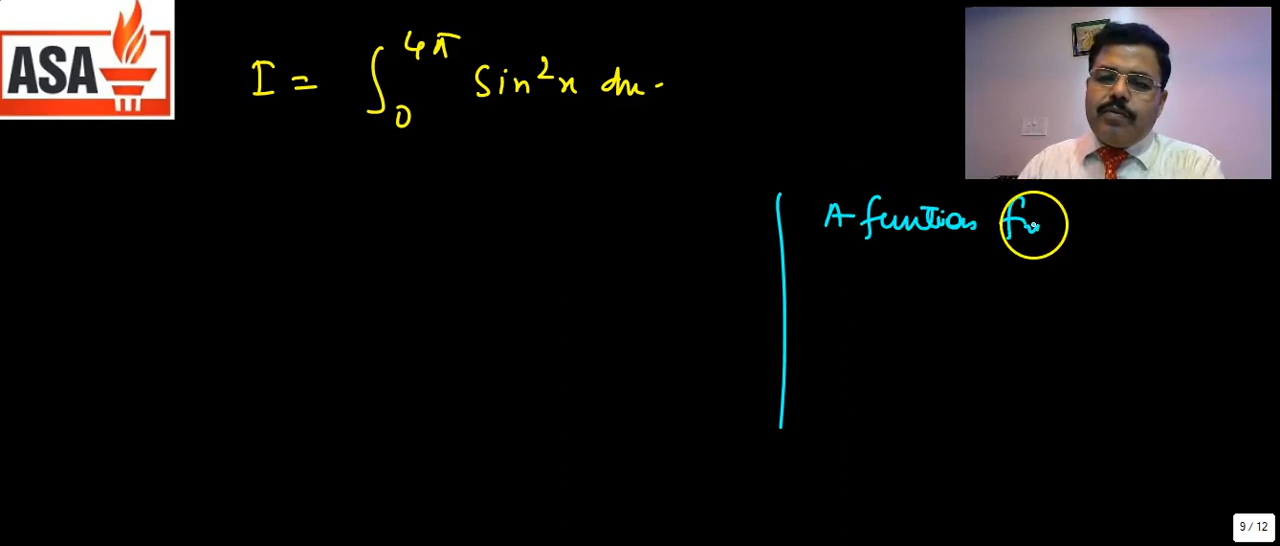 ASA
I = ∫₀^{4π} Sin²x dx.
A function f
9 / 12